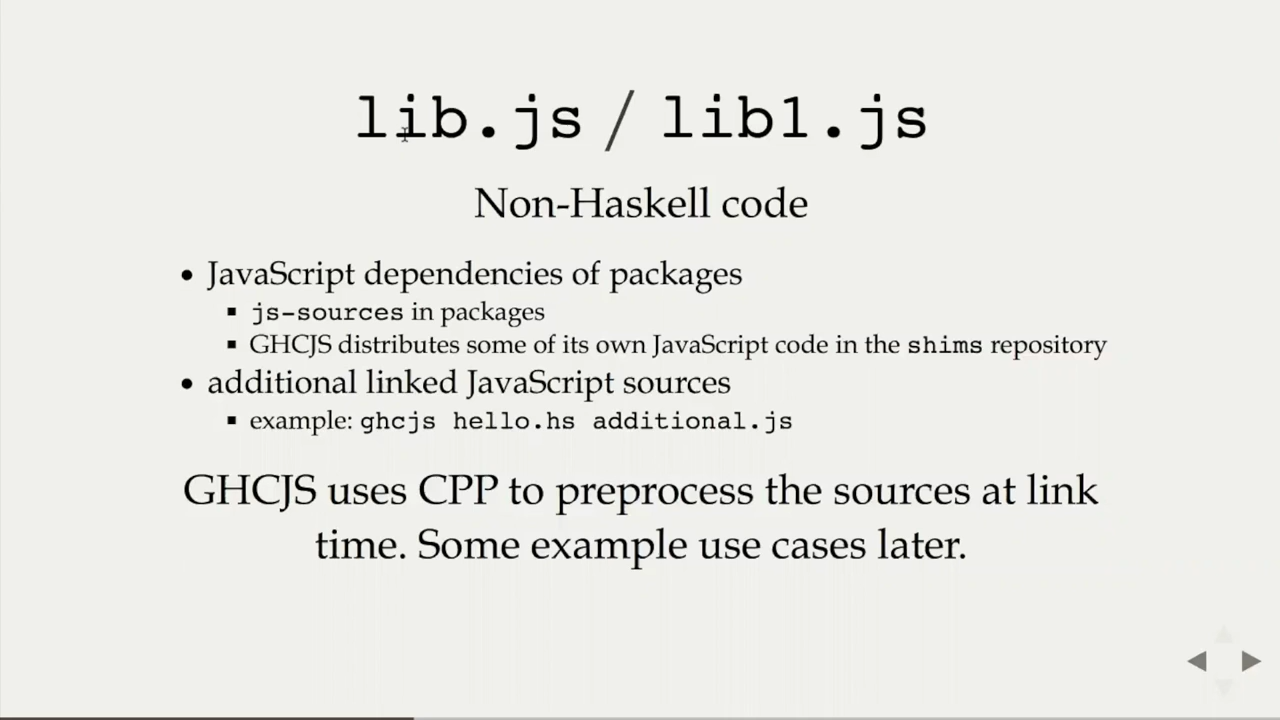 lib.js / lib1.js
Non-Haskell code
• JavaScript dependencies of packages
▪ js-sources in packages
▪ GHCJS distributes some of its own JavaScript code in the shims repository
• additional linked JavaScript sources
▪ example: ghcjs hello.hs additional.js
GHCJS uses CPP to preprocess the sources at link
time. Some example use cases later.